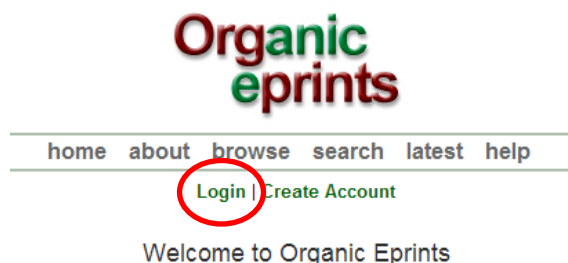 Organic
eprints
home about browse search latest help
Login | Create Account
Welcome to Organic Eprints